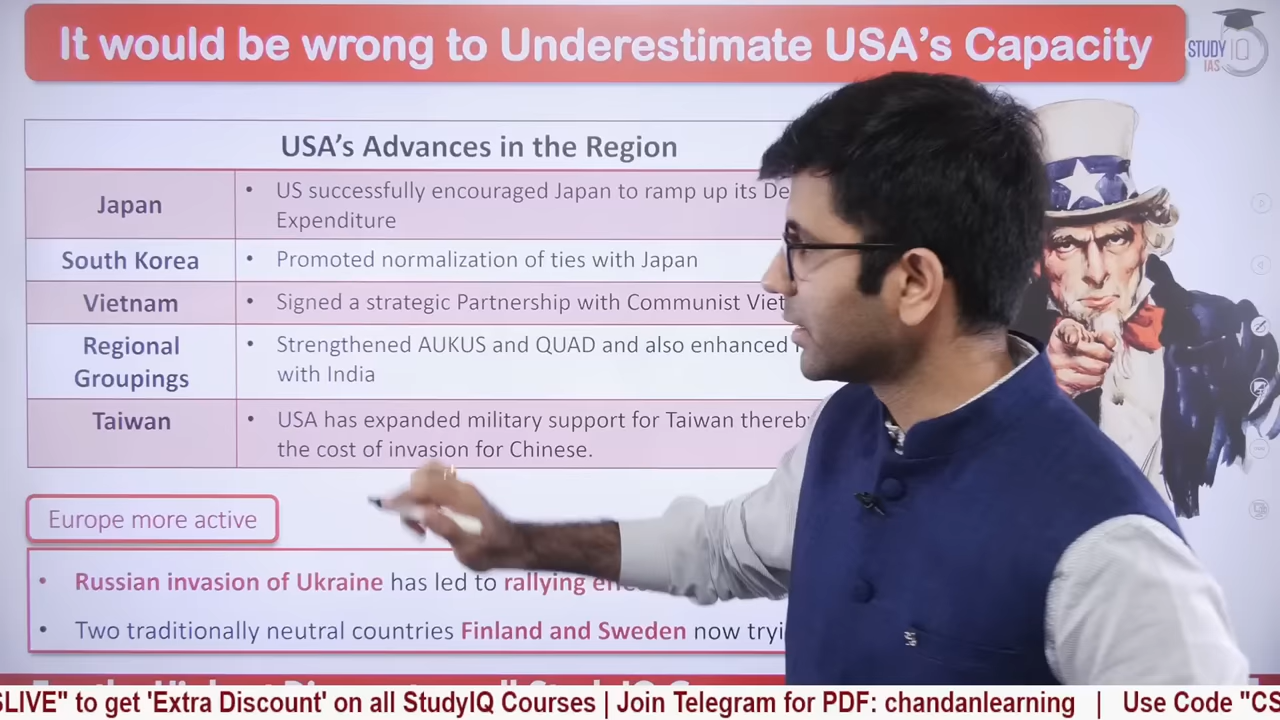 It would be wrong to Underestimate USA's Capacity
STUDY IQ
IAS
USA's Advances in the Region
Japan
• US successfully encouraged Japan to ramp up its De
Expenditure
South Korea
• Promoted normalization of ties with Japan
Vietnam
• Signed a strategic Partnership with Communist Viet
Regional
Groupings
• Strengthened AUKUS and QUAD and also enhanced
with India
Taiwan
• USA has expanded military support for Taiwan thereb
the cost of invasion for Chinese.
Europe more active
• Russian invasion of Ukraine has led to rallying
• Two traditionally neutral countries Finland and Sweden now tryi
SLIVE" to get 'Extra Discount' on all StudyIQ Courses | Join Telegram for PDF: chandanlearning | Use Code "CS